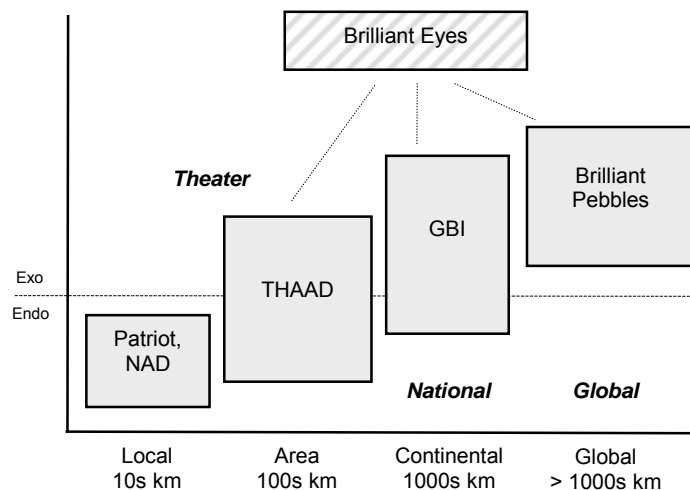 Brilliant Eyes
Theater
Brilliant
Pebbles
GBI
THAAD
Exo
Endo
Patriot,
NAD
National
Global
Local
10s km
Area
100s km
Continental
1000s km
Global
> 1000s km